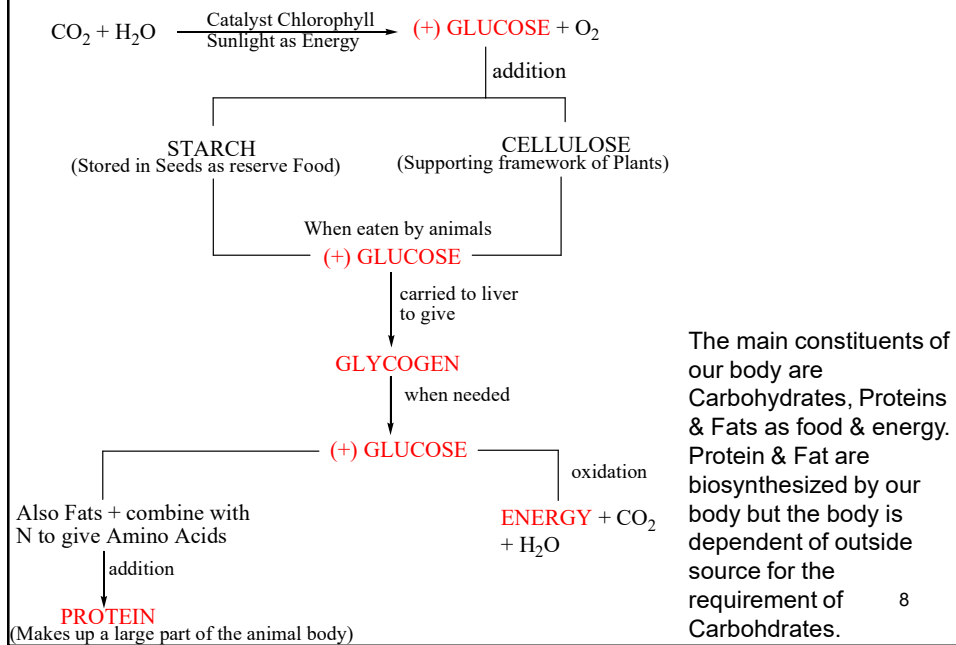 CO₂ + H₂O
Catalyst Chlorophyll
Sunlight as Energy
(+) GLUCOSE + O₂
addition
STARCH
(Stored in Seeds as reserve Food)
CELLULOSE
(Supporting framework of Plants)
When eaten by animals
(+) GLUCOSE
carried to liver
to give
GLYCOGEN
when needed
(+) GLUCOSE
oxidation
Also Fats + combine with
N to give Amino Acids
ENERGY + CO₂
+ H₂O
addition
PROTEIN
(Makes up a large part of the animal body)
The main constituents of
our body are
Carbohydrates, Proteins
& Fats as food & energy.
Protein & Fat are
biosynthesized by our
body but the body is
dependent of outside
source for the
requirement of
Carbohdrates.
8